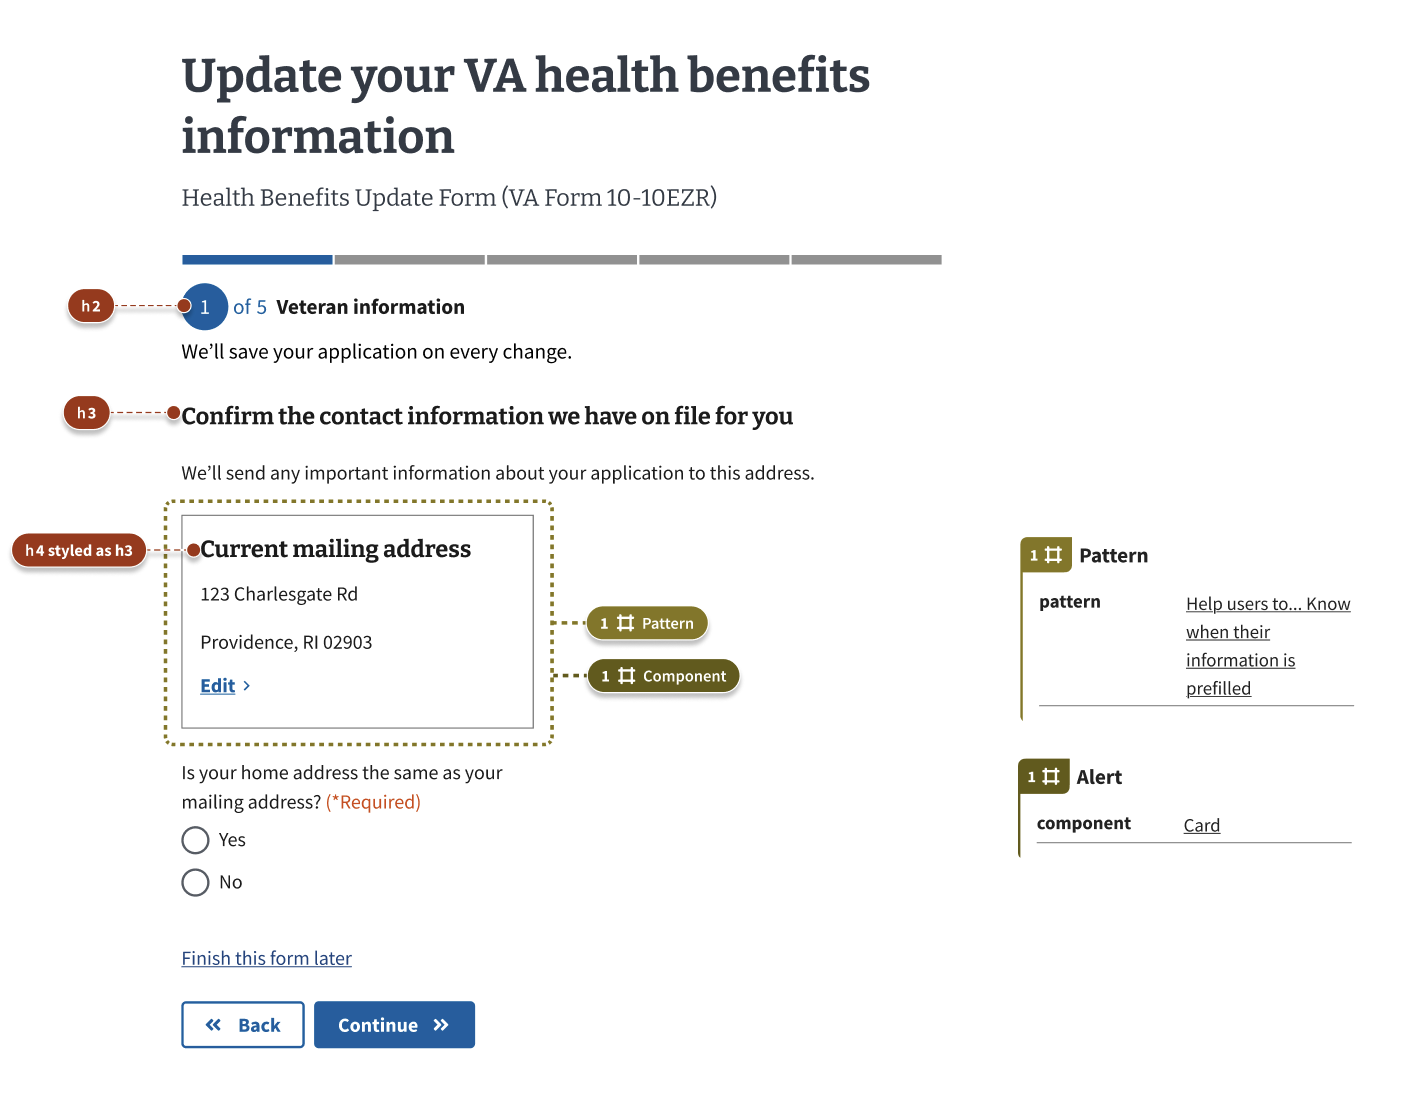 Update your VA health benefits
information
Health Benefits Update Form (VA Form 10-10EZR)
h2
1 of 5 Veteran information
We’ll save your application on every change.
h3
Confirm the contact information we have on file for you
We’ll send any important information about your application to this address.
h4 styled as h3
Current mailing address
123 Charlesgate Rd
Providence, RI 02903
Edit
1 Pattern
1 Component
Is your home address the same as your
mailing address? (*Required)
Yes
No
Finish this form later
Back
Continue
1 Pattern
pattern
Help users to... Know
when their
information is
prefilled
1 Alert
component
Card